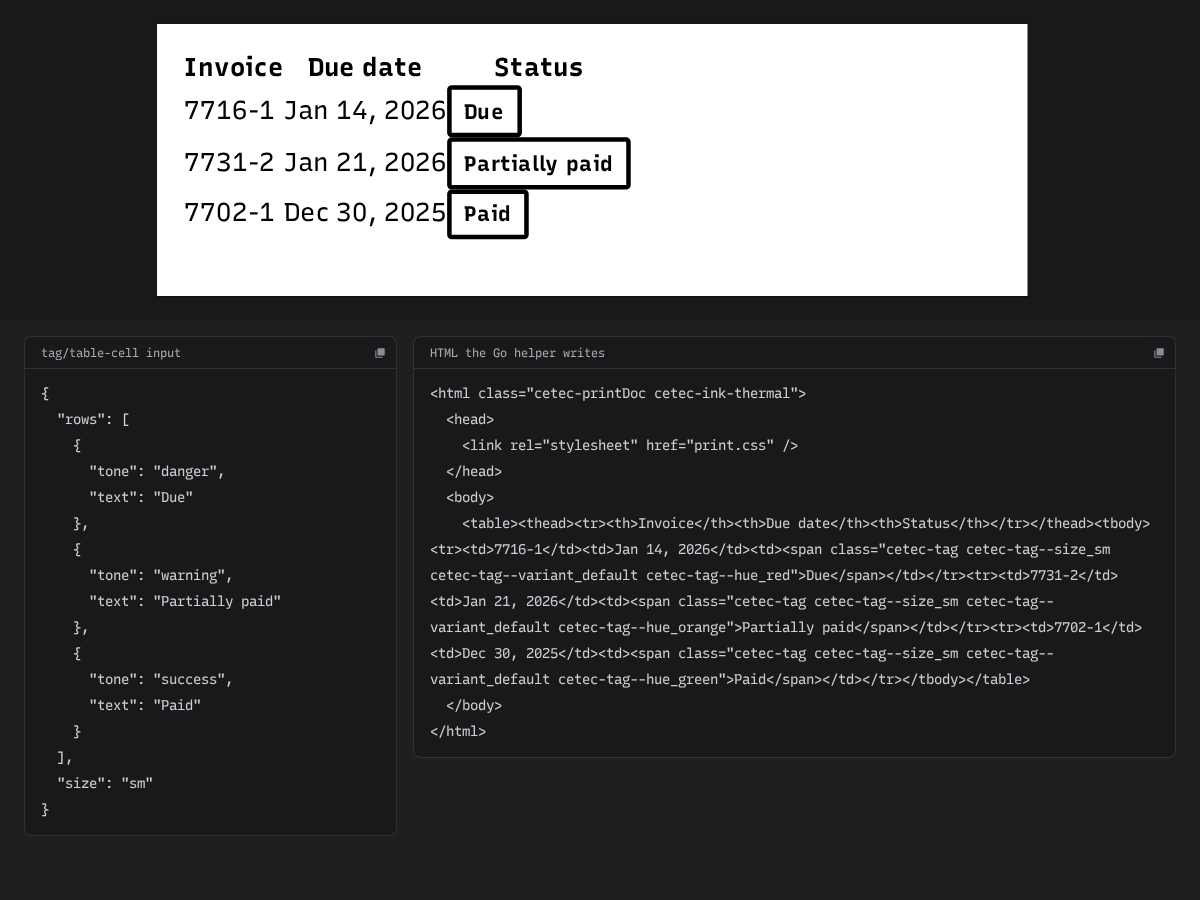 Invoice Due date Status
7716-1 Jan 14, 2026 Due
7731-2 Jan 21, 2026 Partially paid
7702-1 Dec 30, 2025 Paid
tag/table-cell input
{
"rows": [
{
"tone": "danger",
"text": "Due"
},
{
"tone": "warning",
"text": "Partially paid"
},
{
"tone": "success",
"text": "Paid"
}
],
"size": "sm"
}
HTML the Go helper writes
<html class="cetec-printDoc cetec-ink-thermal">
<head>
<link rel="stylesheet" href="print.css" />
</head>
<body>
<table><thead><tr><th>Invoice</th><th>Due date</th><th>Status</th></tr></thead><tbody>
<tr><td>7716-1</td><td>Jan 14, 2026</td><td><span class="cetec-tag cetec-tag--size_sm
cetec-tag--variant_default cetec-tag--hue_red">Due</span></td></tr><tr><td>7731-2</td>
<td>Jan 21, 2026</td><td><span class="cetec-tag cetec-tag--size_sm cetec-tag--
variant_default cetec-tag--hue_orange">Partially paid</span></td></tr><tr><td>7702-1</td>
<td>Dec 30, 2025</td><td><span class="cetec-tag cetec-tag--size_sm cetec-tag--
variant_default cetec-tag--hue_green">Paid</span></td></tr></tbody></table>
</body>
</html>